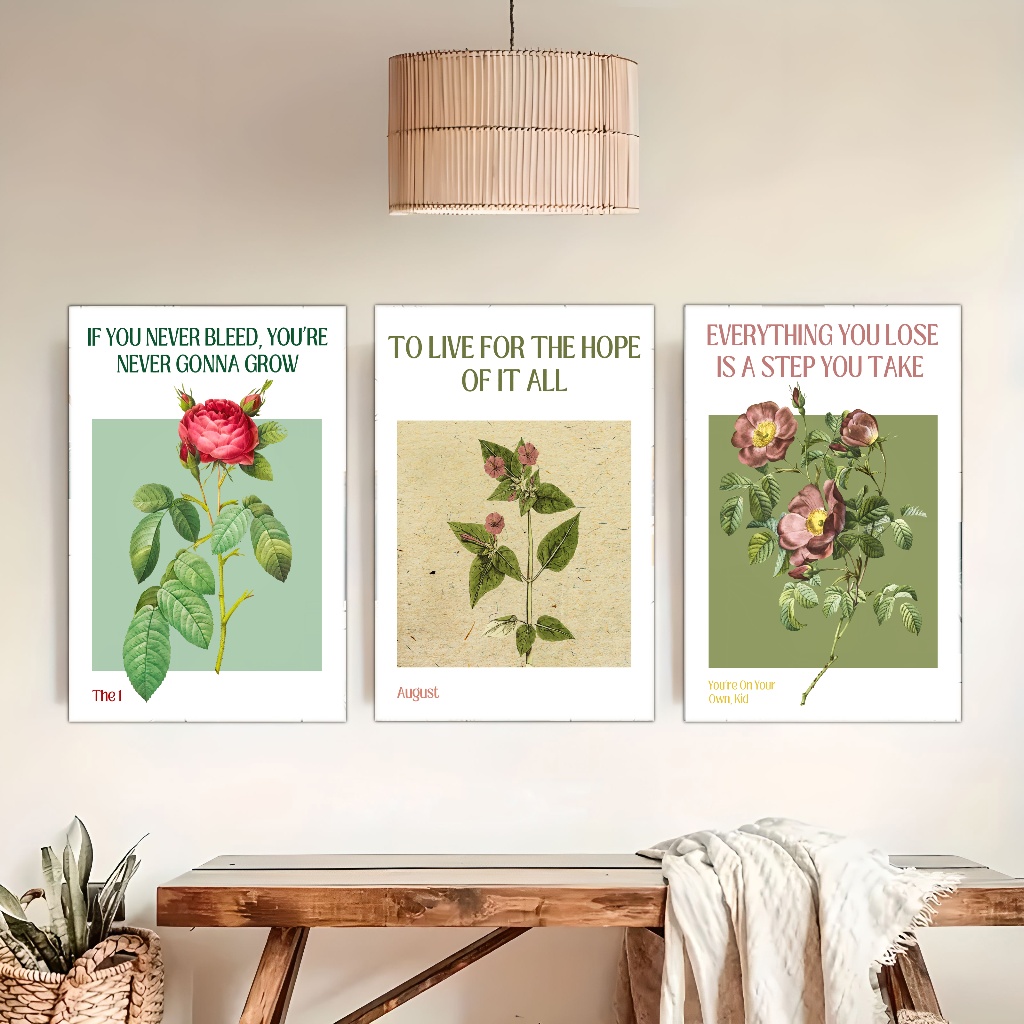 IF YOU NEVER BLEED, YOU'RE
NEVER GONNA GROW
The 1
TO LIVE FOR THE HOPE
OF IT ALL
August
EVERYTHING YOU LOSE
IS A STEP YOU TAKE
You're On Your
Own, Kid